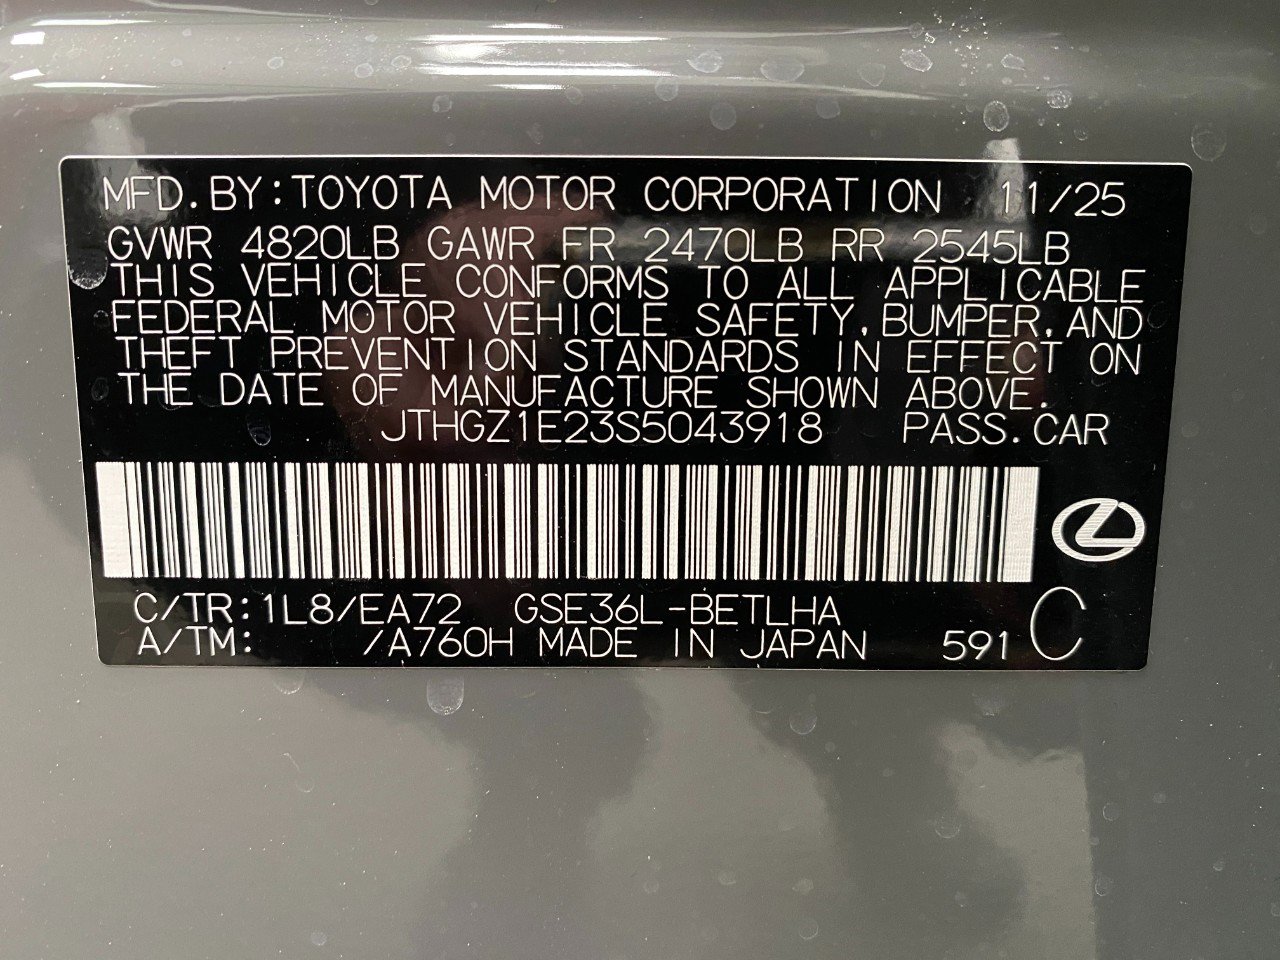 MFD. BY: TOYOTA MOTOR CORPORATION 11/25
GVWR 4820LB GAWR FR 2470LB RR 2545LB
THIS VEHICLE CONFORMS TO ALL APPLICABLE
FEDERAL MOTOR VEHICLE SAFETY, BUMPER, AND
THEFT PREVENTION STANDARDS IN EFFECT ON
THE DATE OF MANUFACTURE SHOWN ABOVE.
JTHGZ1E23S5043918 PASS. CAR
C/TR: 1L8/EA72 GSE36L-BETLHA
A/TM: /A760H MADE IN JAPAN 591 C